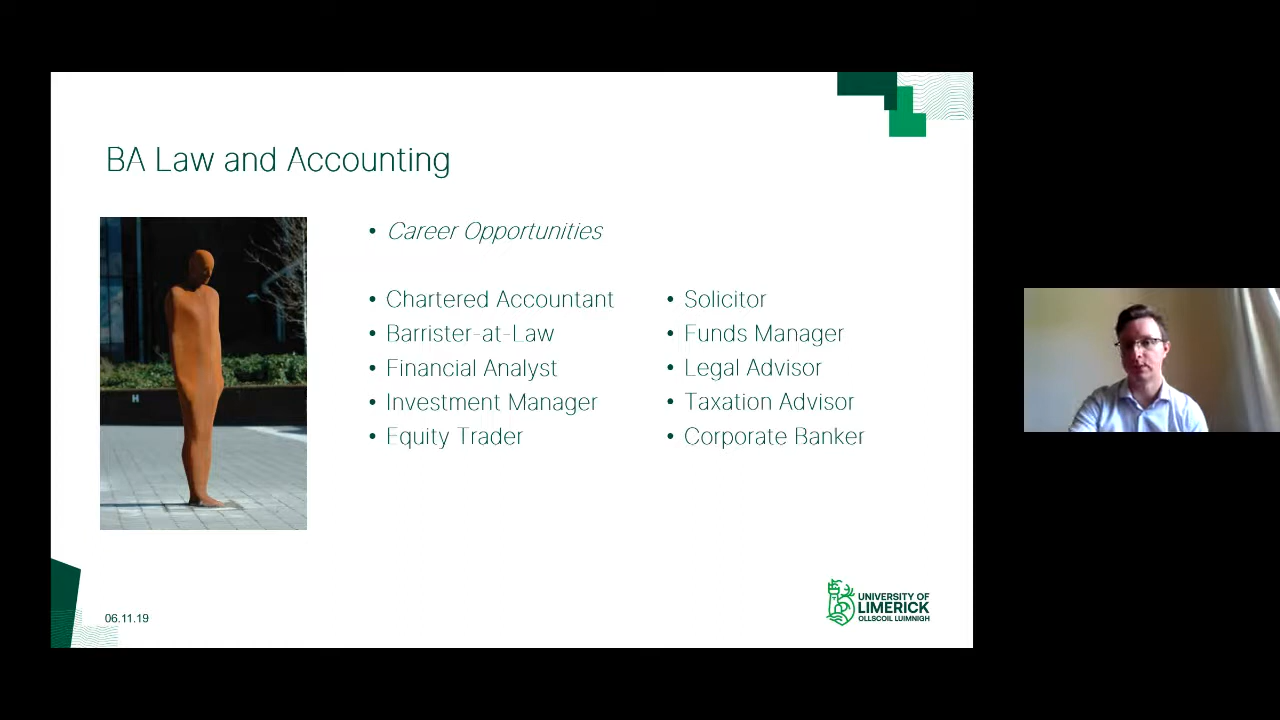 BA Law and Accounting
• Career Opportunities
• Chartered Accountant
• Barrister-at-Law
• Financial Analyst
• Investment Manager
• Equity Trader
• Solicitor
• Funds Manager
• Legal Advisor
• Taxation Advisor
• Corporate Banker
H
06.11.19
UNIVERSITY OF
LIMERICK
OLLSCOIL LUIMNIGH